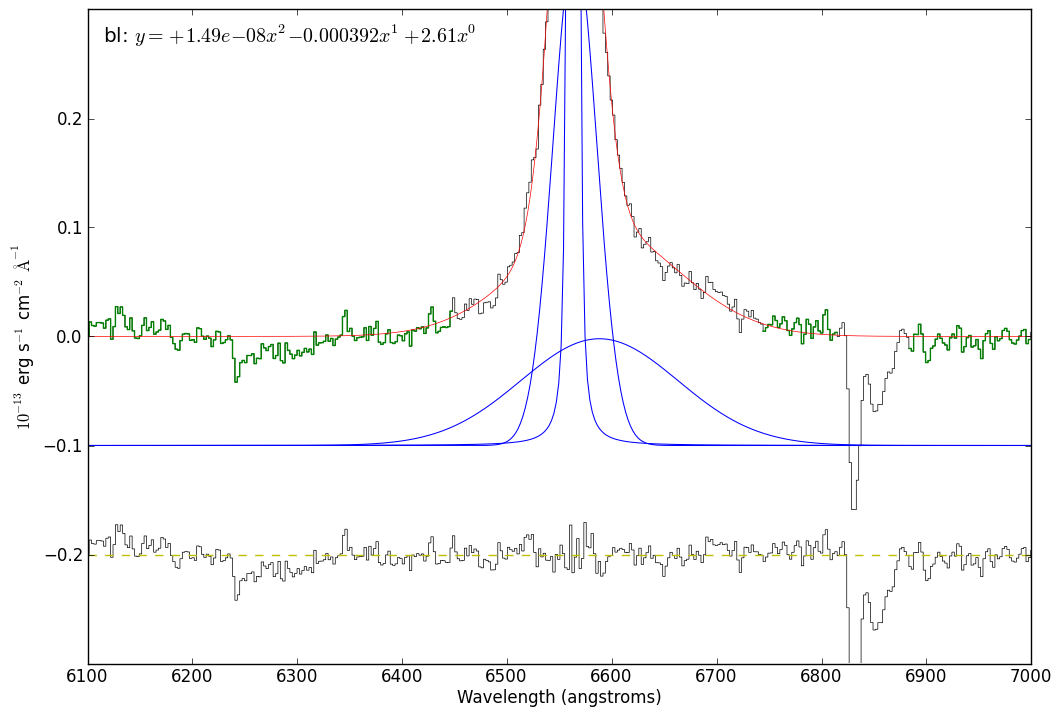 bl: y = +1.49e−08x² −0.000392x¹ +2.61x⁰
0.2
0.1
0.0
−0.1
−0.2
10⁻¹³ erg s⁻¹ cm⁻² Å⁻¹
6100 6200 6300 6400 6500 6600 6700 6800 6900 7000
Wavelength (angstroms)